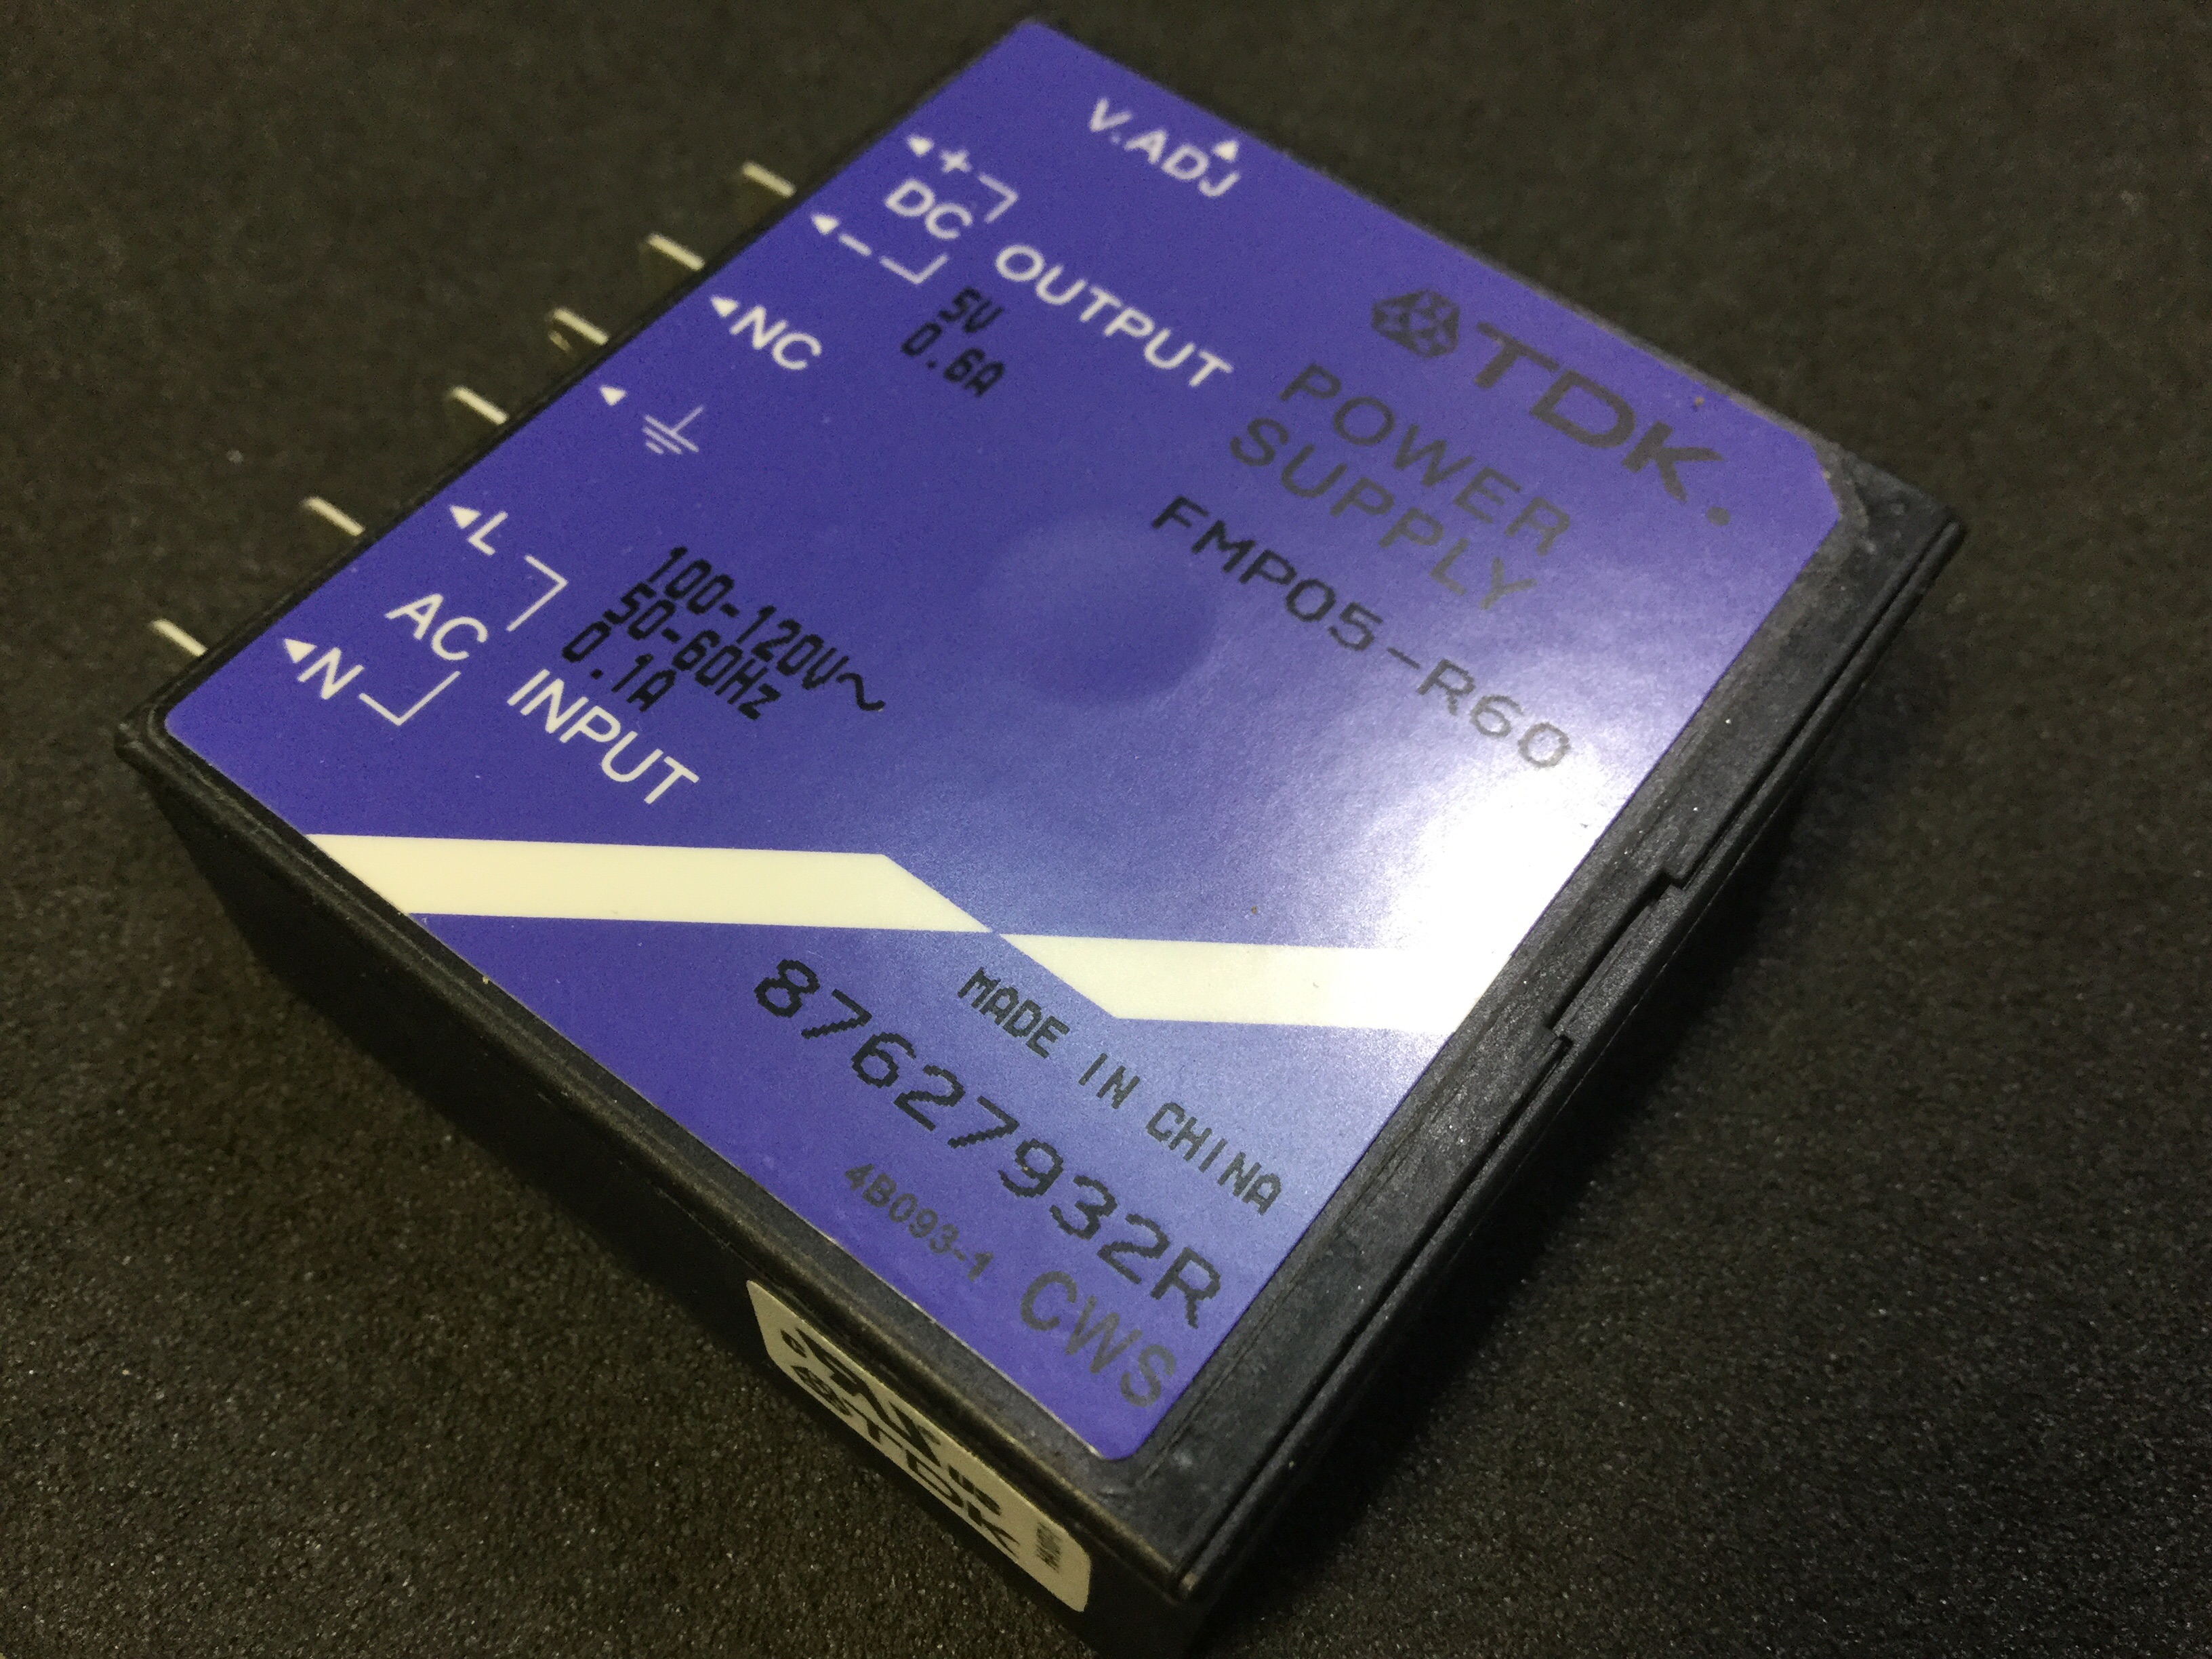 V.ADJ
+
DC OUTPUT
−
5V
0.6A
NC
L
AC INPUT
N
100-120V~
50-60Hz
0.1A
TDK.
POWER
SUPPLY
FMP05-R60
MADE IN CHINA
87627932R
4B093-1
CWS
TDK